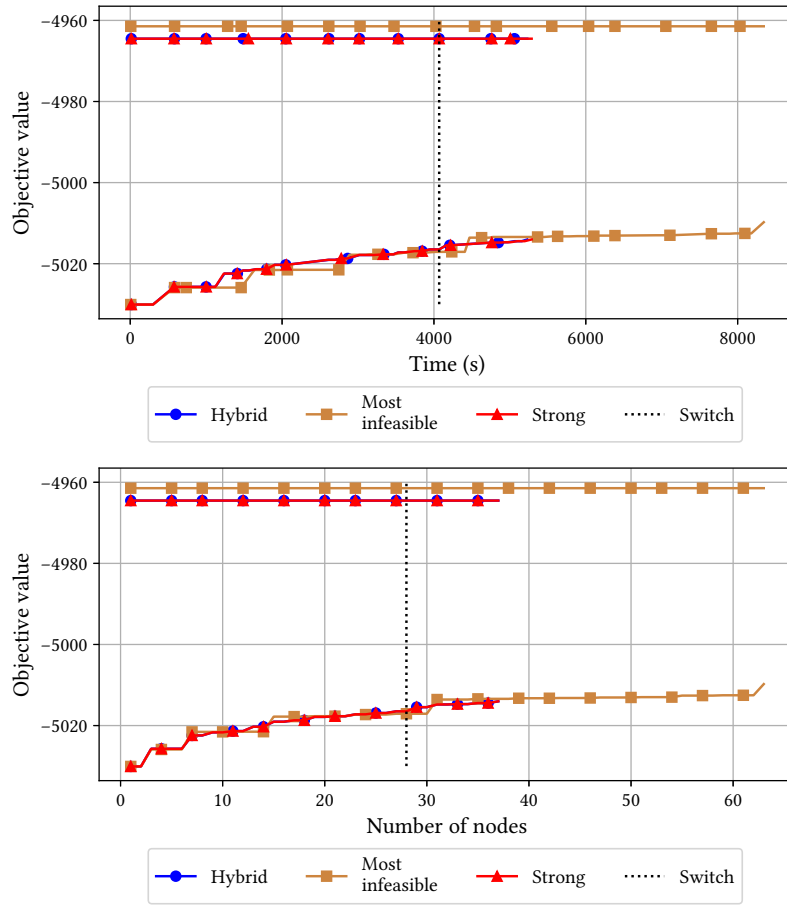 −4960
−4980
−5000
−5020
Objective value
0 2000 4000 6000 8000
Time (s)
Hybrid
Most
infeasible
Strong
Switch
−4960
−4980
−5000
−5020
Objective value
0 10 20 30 40 50 60
Number of nodes
Hybrid
Most
infeasible
Strong
Switch